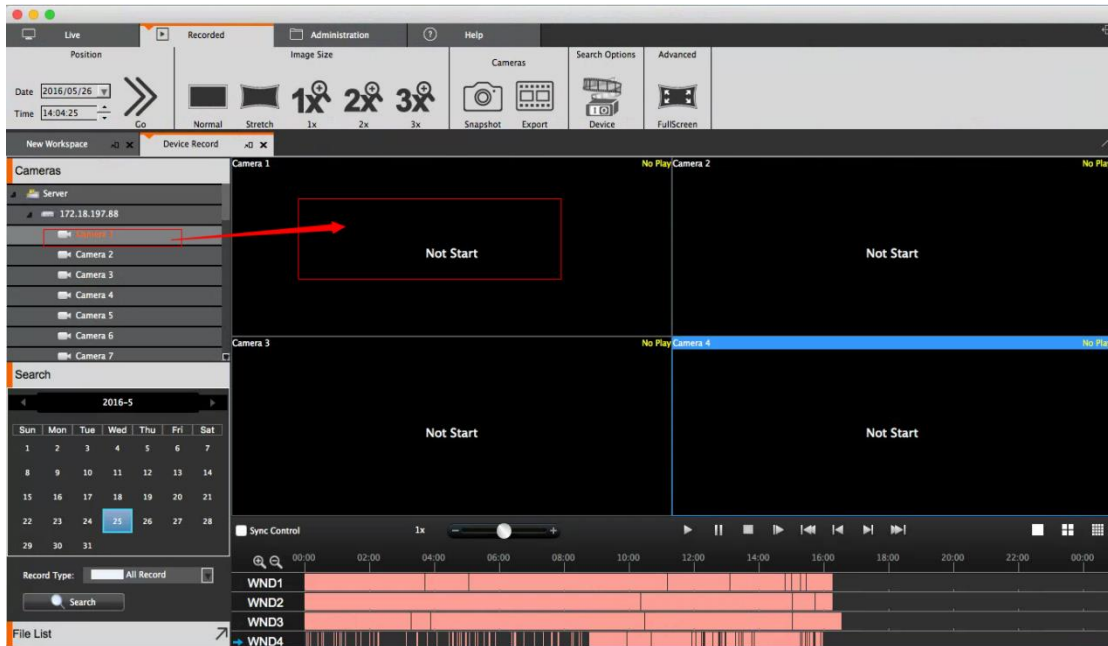 Live Recorded Administration Help
Position Image Size Cameras Search Options Advanced
Date 2016/05/26
Time 14:04:25
Go Normal Stretch 1x 2x 3x Snapshot Export Device FullScreen
New Workspace Device Record
Cameras
Server
172.18.197.88
Camera 2
Camera 3
Camera 4
Camera 5
Camera 6
Camera 7
Camera 1 No Play
Not Start
Camera 2
Not Start
Camera 3 No Play
Not Start
Camera 4
Not Start
Search
2016-5
Sun Mon Tue Wed Thu Fri Sat
1 2 3 4 5 6 7
8 9 10 11 12 13 14
15 16 17 18 19 20 21
22 23 24 25 26 27 28
29 30 31
Record Type: All Record
Search
File List
Sync Control 1x
00:00 02:00 04:00 06:00 08:00 10:00 12:00 14:00 16:00 18:00 20:00 22:00 00:00
WND1
WND2
WND3
WND4